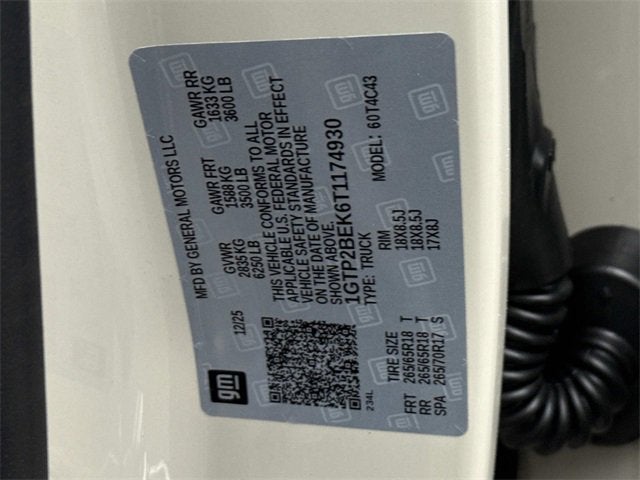 gm
MFD BY GENERAL MOTORS LLC
12/25
GVWR GAWR FRT GAWR RR
2835 KG 1588 KG 1633 KG
6250 LB 3500 LB 3600 LB
THIS VEHICLE CONFORMS TO ALL
APPLICABLE U.S. FEDERAL MOTOR
VEHICLE SAFETY STANDARDS IN EFFECT
ON THE DATE OF MANUFACTURE
SHOWN ABOVE.
1GTP2BEK6T1174930
TYPE: TRUCK MODEL: 60T4C43
234L
TIRE SIZE RIM
FRT 265/65R18 T 18X8.5J
RR 265/65R18 T 18X8.5J
SPA 265/70R17 S 17X8J